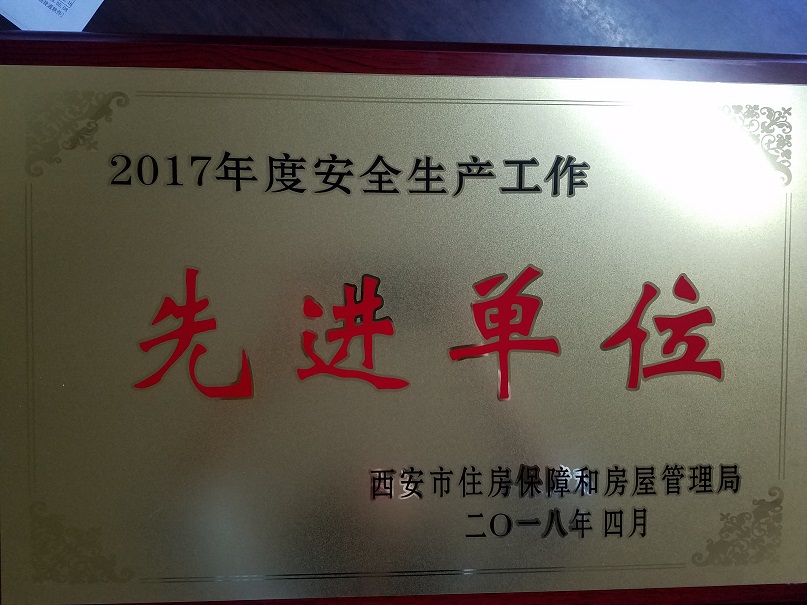 2017年度安全生产工作
先进单位
西安市住房保障和房屋管理局
二〇一八年四月